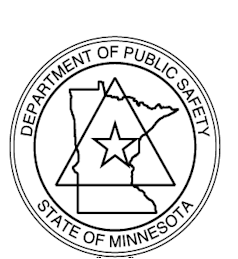 DEPARTMENT OF PUBLIC SAFETY
STATE OF MINNESOTA